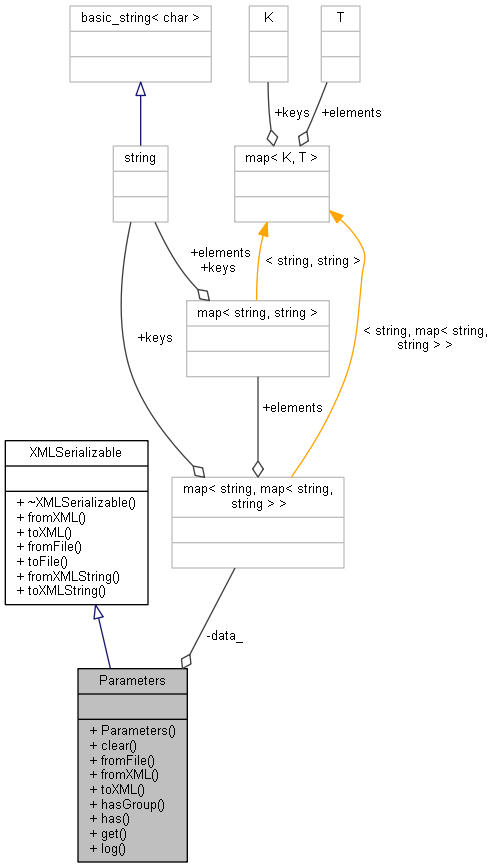 basic_string< char >
K
T
+keys
+elements
string
map< K, T >
+elements
+keys
< string, string >
map< string, string >
+keys
< string, map< string,
string > >
+elements
XMLSerializable
+ ~XMLSerializable()
+ fromXML()
+ toXML()
+ fromFile()
+ toFile()
+ fromXMLString()
+ toXMLString()
map< string, map< string,
string > >
-data_
Parameters
+ Parameters()
+ clear()
+ fromFile()
+ fromXML()
+ toXML()
+ hasGroup()
+ has()
+ get()
+ log()